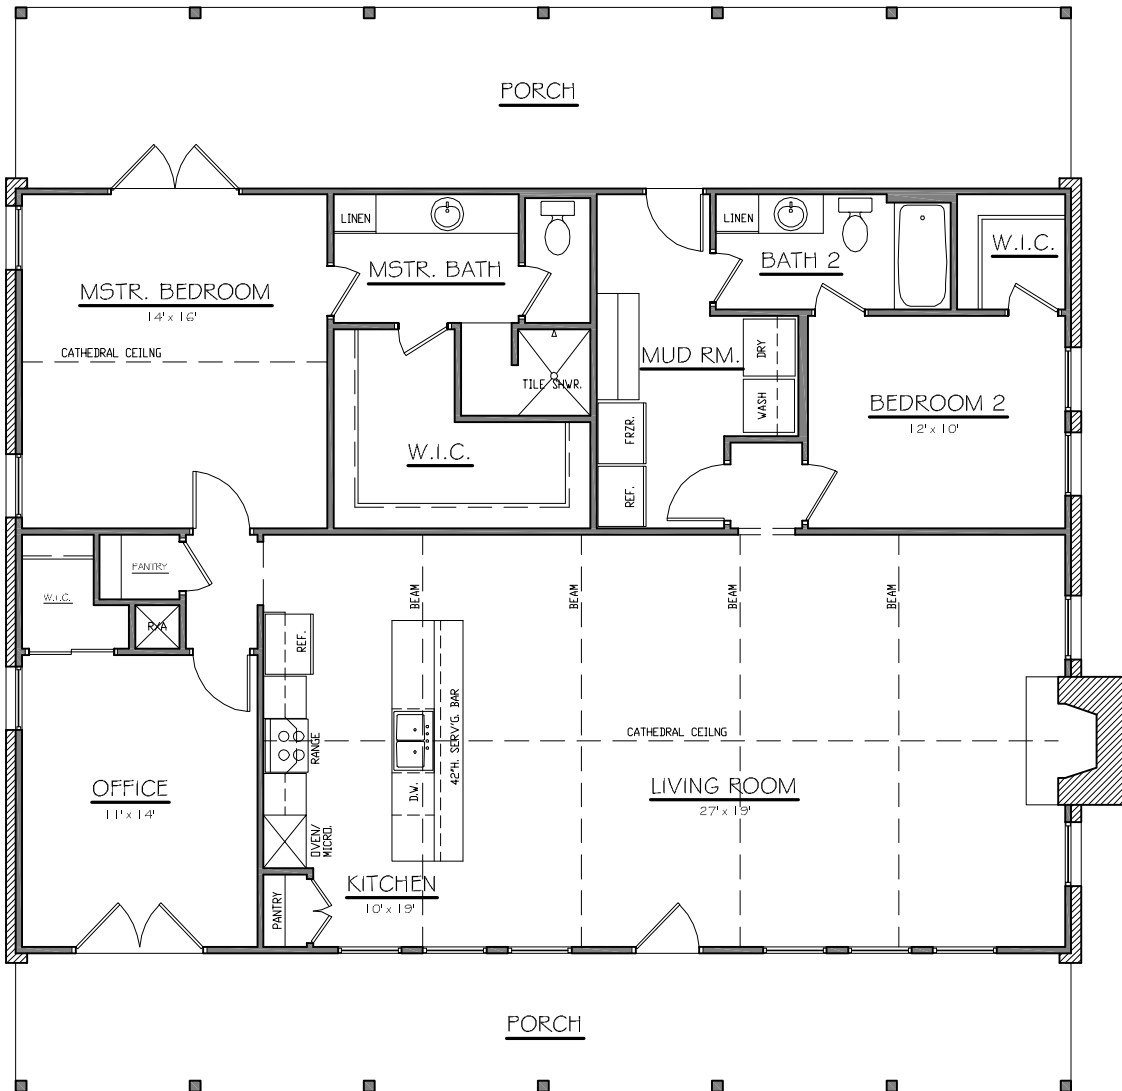 PORCH
LINEN
LINEN
W.I.C.
BATH 2
MSTR. BATH
MSTR. BEDROOM
14' x 16'
CATHEDRAL CEILNG
DRY
MUD RM.
TILE SHWR.
WASH
BEDROOM 2
12' x 10'
FRZR.
W.I.C.
REF.
PANTRY
W.I.C.
BEAM
BEAM
BEAM
BEAM
R/A
REF.
42"H. SERV'G. BAR
RANGE
CATHEDRAL CEILNG
D.W.
OFFICE
11' x 14'
LIVING ROOM
27' x 19'
OVEN/
MICRO.
KITCHEN
10' x 19'
PANTRY
PORCH